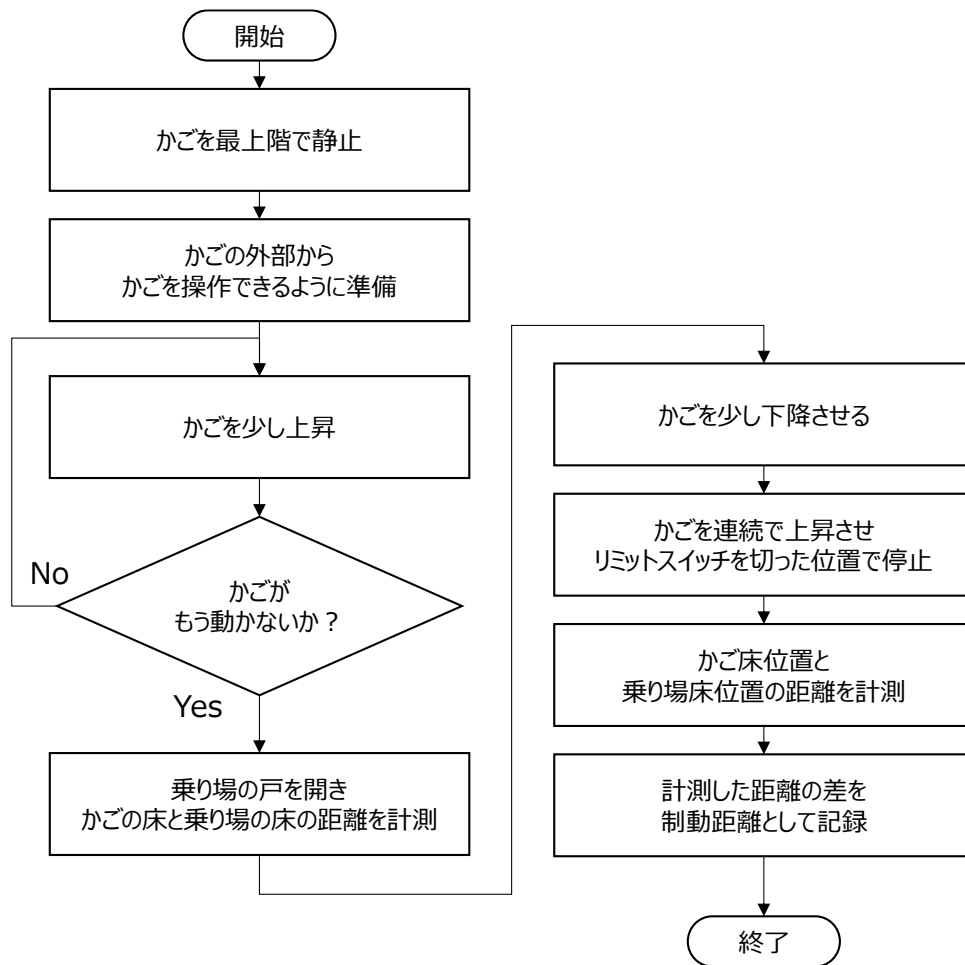 開始
かごを最上階で静止
かごの外部から
かごを操作できるように準備
かごを少し上昇
かごが
もう動かないか？
No
Yes
乗り場の戸を開き
かごの床と乗り場の床の距離を計測
かごを少し下降させる
かごを連続で上昇させ
リミットスイッチを切った位置で停止
かご床位置と
乗り場床位置の距離を計測
計測した距離の差を
制動距離として記録
終了